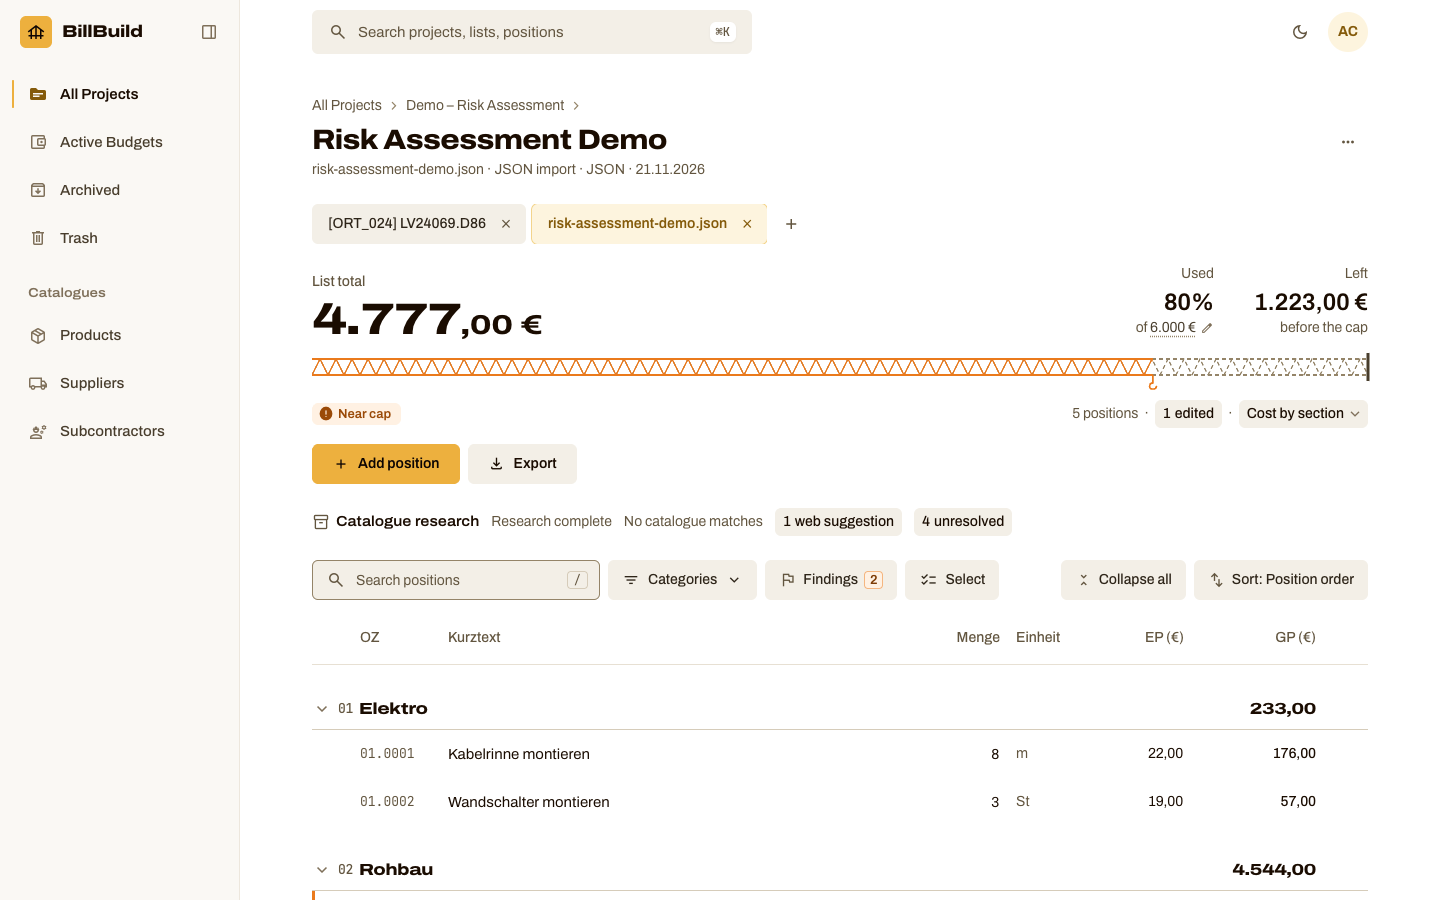 BillBuild
Search projects, lists, positions ⌘K
AC
All Projects
Active Budgets
Archived
Trash
Catalogues
Products
Suppliers
Subcontractors
All Projects > Demo – Risk Assessment >
Risk Assessment Demo
risk-assessment-demo.json · JSON import · JSON · 21.11.2026
[ORT_024] LV24069.D86 × risk-assessment-demo.json × +
List total
4.777,00 €
Used
80%
of 6.000 €
Left
1.223,00 €
before the cap
Near cap
5 positions · 1 edited · Cost by section
+ Add position Export
Catalogue research Research complete No catalogue matches 1 web suggestion 4 unresolved
Search positions / Categories Findings 2 Select Collapse all Sort: Position order
OZ Kurztext Menge Einheit EP (€) GP (€)
01 Elektro 233,00
01.0001 Kabelrinne montieren 8 m 22,00 176,00
01.0002 Wandschalter montieren 3 St 19,00 57,00
02 Rohbau 4.544,00